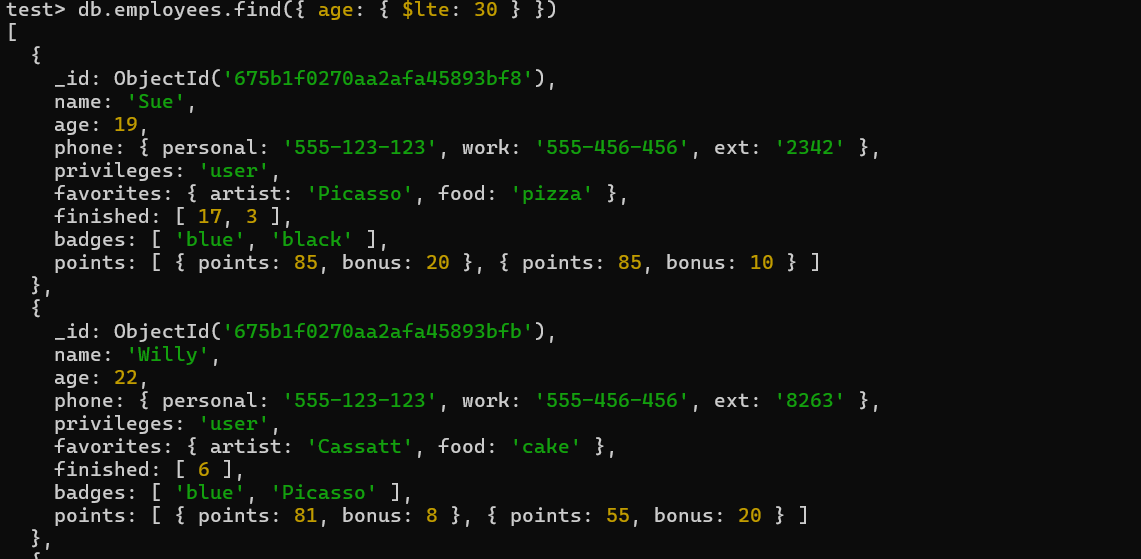 test> db.employees.find({ age: { $lte: 30 } })
[
  {
    _id: ObjectId('675b1f0270aa2afa45893bf8'),
    name: 'Sue',
    age: 19,
    phone: { personal: '555-123-123', work: '555-456-456', ext: '2342' },
    privileges: 'user',
    favorites: { artist: 'Picasso', food: 'pizza' },
    finished: [ 17, 3 ],
    badges: [ 'blue', 'black' ],
    points: [ { points: 85, bonus: 20 }, { points: 85, bonus: 10 } ]
  },
  {
    _id: ObjectId('675b1f0270aa2afa45893bfb'),
    name: 'Willy',
    age: 22,
    phone: { personal: '555-123-123', work: '555-456-456', ext: '8263' },
    privileges: 'user',
    favorites: { artist: 'Cassatt', food: 'cake' },
    finished: [ 6 ],
    badges: [ 'blue', 'Picasso' ],
    points: [ { points: 81, bonus: 8 }, { points: 55, bonus: 20 } ]
  },
  {